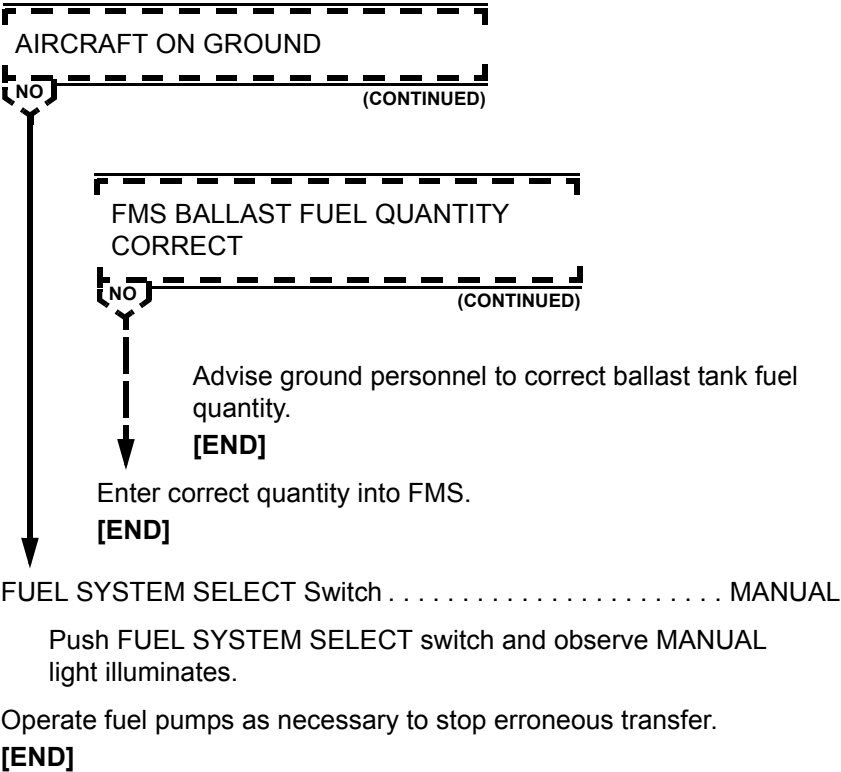 AIRCRAFT ON GROUND
NO
(CONTINUED)
FMS BALLAST FUEL QUANTITY
CORRECT
NO
(CONTINUED)
Advise ground personnel to correct ballast tank fuel
quantity.
[END]
Enter correct quantity into FMS.
[END]
FUEL SYSTEM SELECT Switch . . . . . . . . . . . . . . . . . . . . . . . MANUAL
Push FUEL SYSTEM SELECT switch and observe MANUAL
light illuminates.
Operate fuel pumps as necessary to stop erroneous transfer.
[END]